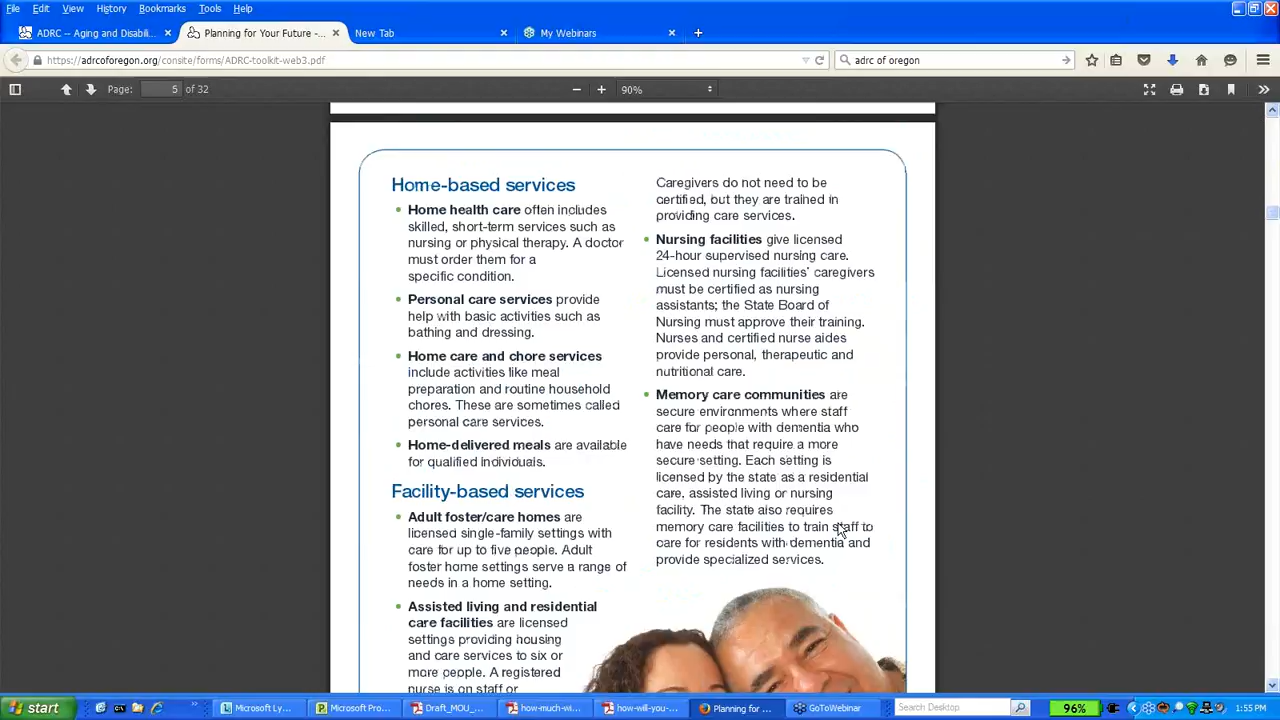 File Edit View History Bookmarks Tools Help
ADRC -- Aging and Disabili... × Planning for Your Future -... × New Tab × My Webinars × +
https://adrcoforegon.org/consite/forms/ADRC-toolkit-web3.pdf adrc of oregon
Page: 5 of 32 90%
Home-based services
• Home health care often includes
skilled, short-term services such as
nursing or physical therapy. A doctor
must order them for a
specific condition.
• Personal care services provide
help with basic activities such as
bathing and dressing.
• Home care and chore services
include activities like meal
preparation and routine household
chores. These are sometimes called
personal care services.
• Home-delivered meals are available
for qualified individuals.
Facility-based services
• Adult foster/care homes are
licensed single-family settings with
care for up to five people. Adult
foster home settings serve a range of
needs in a home setting.
• Assisted living and residential
care facilities are licensed
settings providing housing
and care services to six or
more people. A registered
nurse is on staff or
Caregivers do not need to be
certified, but they are trained in
providing care services.
• Nursing facilities give licensed
24-hour supervised nursing care.
Licensed nursing facilities' caregivers
must be certified as nursing
assistants; the State Board of
Nursing must approve their training.
Nurses and certified nurse aides
provide personal, therapeutic and
nutritional care.
• Memory care communities are
secure environments where staff
care for people with dementia who
have needs that require a more
secure setting. Each setting is
licensed by the state as a residential
care, assisted living or nursing
facility. The state also requires
memory care facilities to train staff to
care for residents with dementia and
provide specialized services.
start Microsoft Ly... Microsoft Pro... Draft_MOU_... how-much-wi... how-will-you-... Planning for ... GoToWebinar Search Desktop 96% 1:55 PM